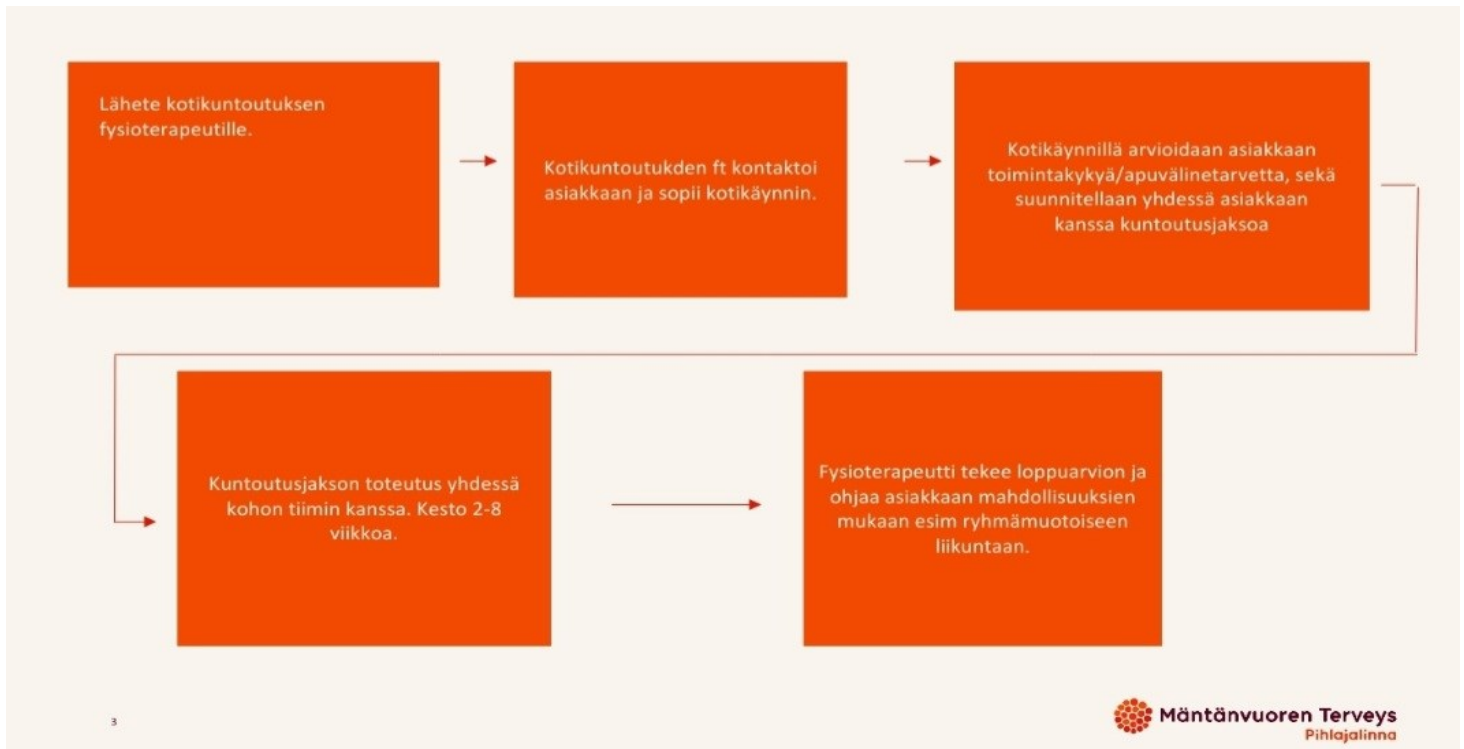 Lähete kotikuntoutuksen
fysioterapeutille.
Kotikuntoutukden ft kontaktoi
asiakkaan ja sopii kotikäynnin.
Kotikäynnillä arvioidaan asiakkaan
toimintakykyä/apuvälinetarvetta, sekä
suunnitellaan yhdessä asiakkaan
kanssa kuntoutusjaksoa
Kuntoutusjakson toteutus yhdessä
kohon tiimin kanssa. Kesto 2-8
viikkoa.
Fysioterapeutti tekee loppuarvion ja
ohjaa asiakkaan mahdollisuuksien
mukaan esim ryhmämuotoiseen
liikuntaan.
3
Mäntänvuoren Terveys
Pihlajalinna